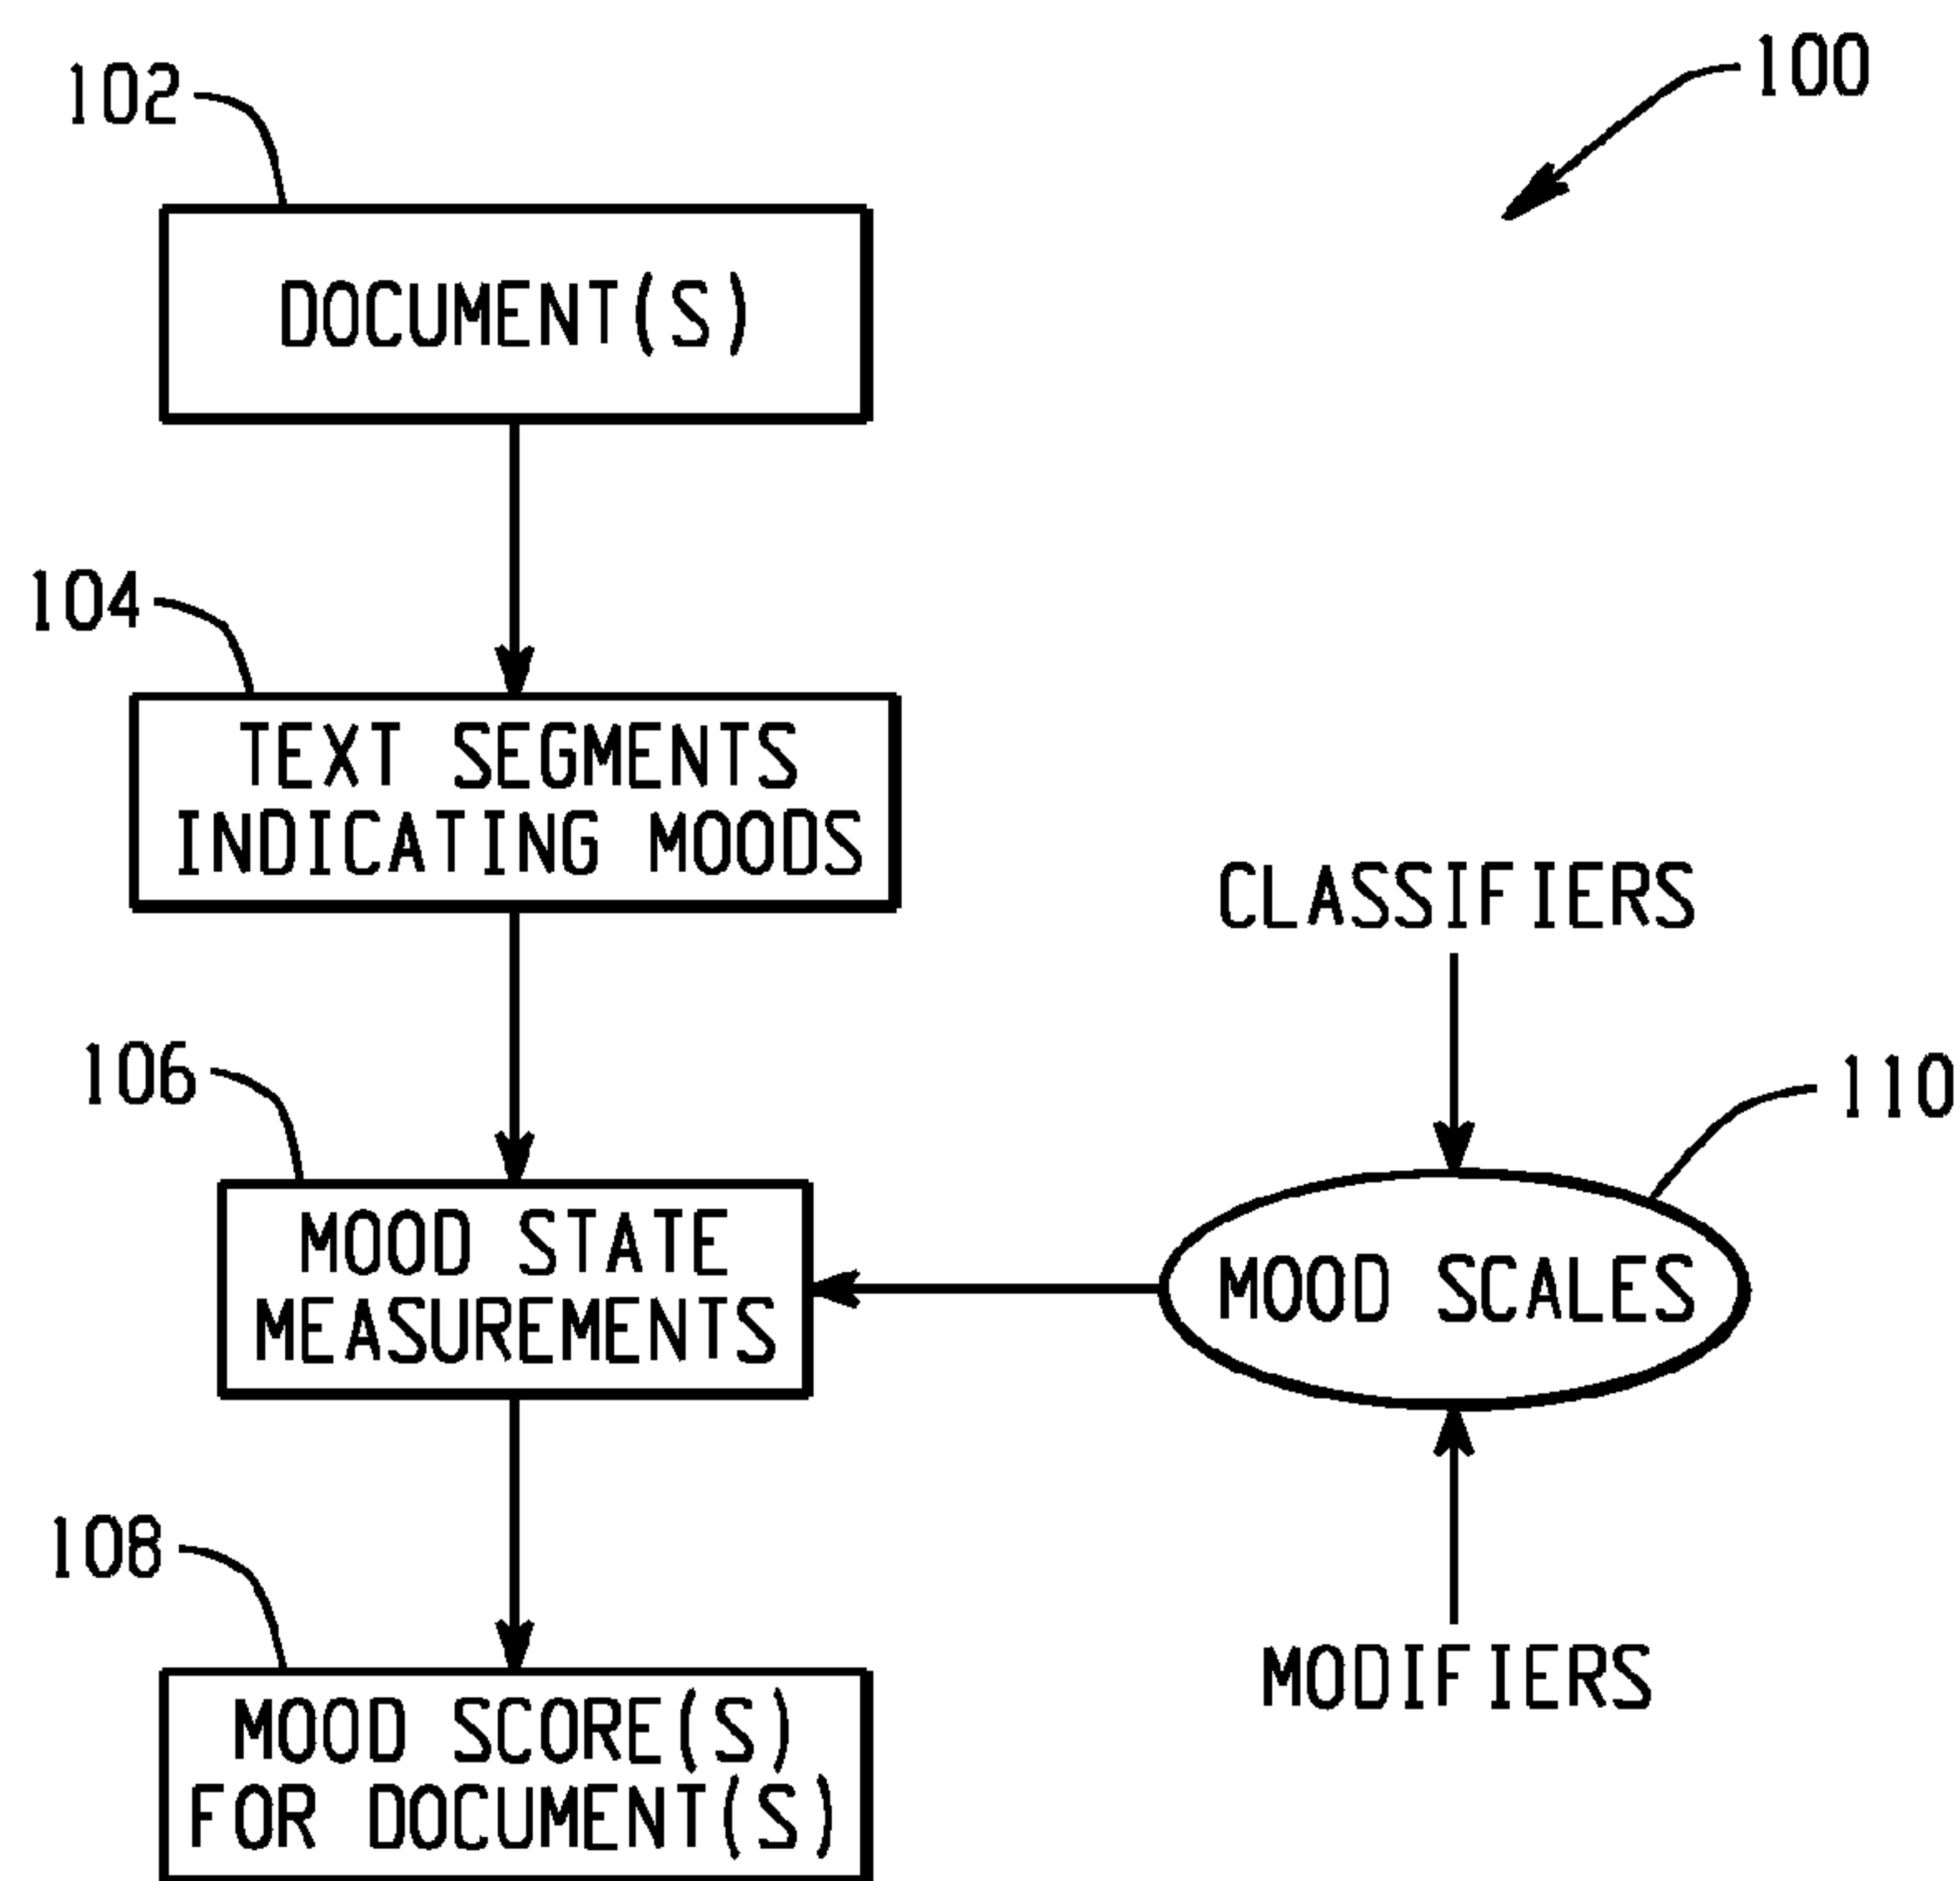 100
102
DOCUMENT(S)
104
TEXT SEGMENTS
INDICATING MOODS
CLASSIFIERS
106
110
MOOD STATE
MEASUREMENTS
MOOD SCALES
108
MODIFIERS
MOOD SCORE(S)
FOR DOCUMENT(S)